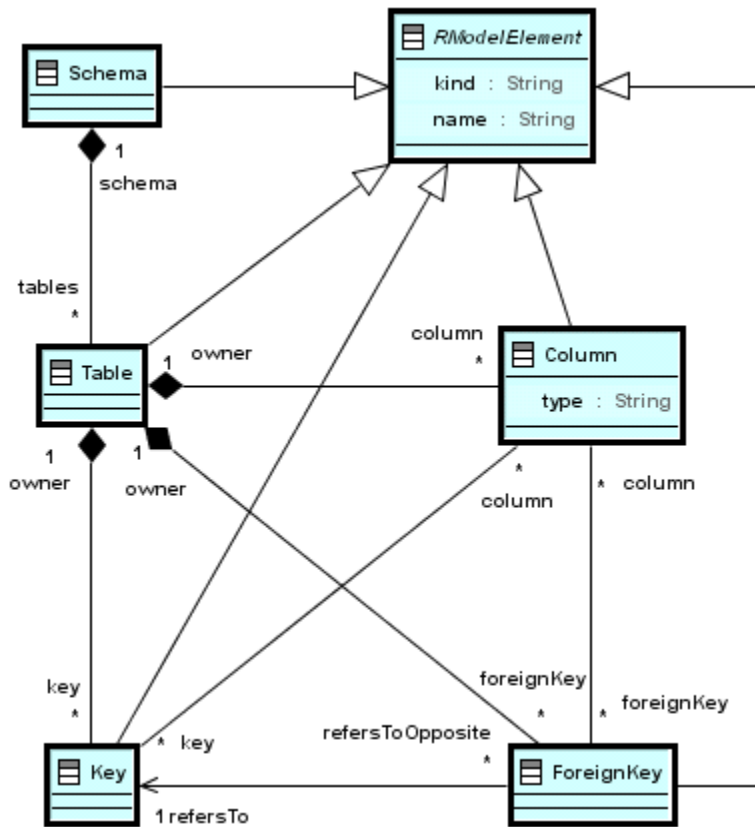 RModelElement
kind : String
name : String
Schema
1
schema
tables
*
Table
1
owner
column
*
Column
type : String
1
owner
1
owner
*
column
*
column
key
*
*
key
foreignKey
*
*
foreignKey
refersToOpposite
*
Key
1 refersTo
ForeignKey